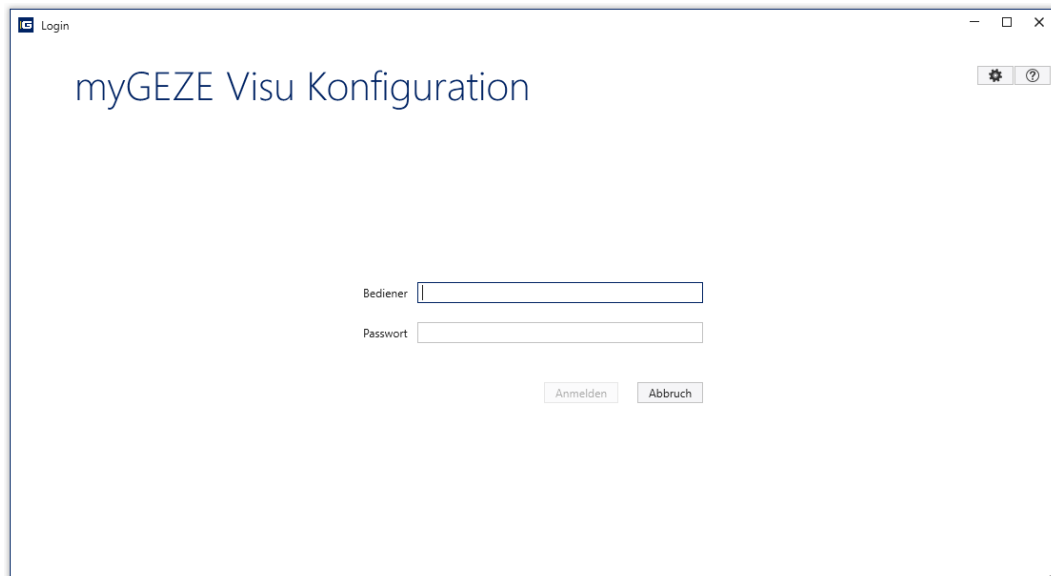 Login
myGEZE Visu Konfiguration
Bediener
Passwort
Anmelden Abbruch